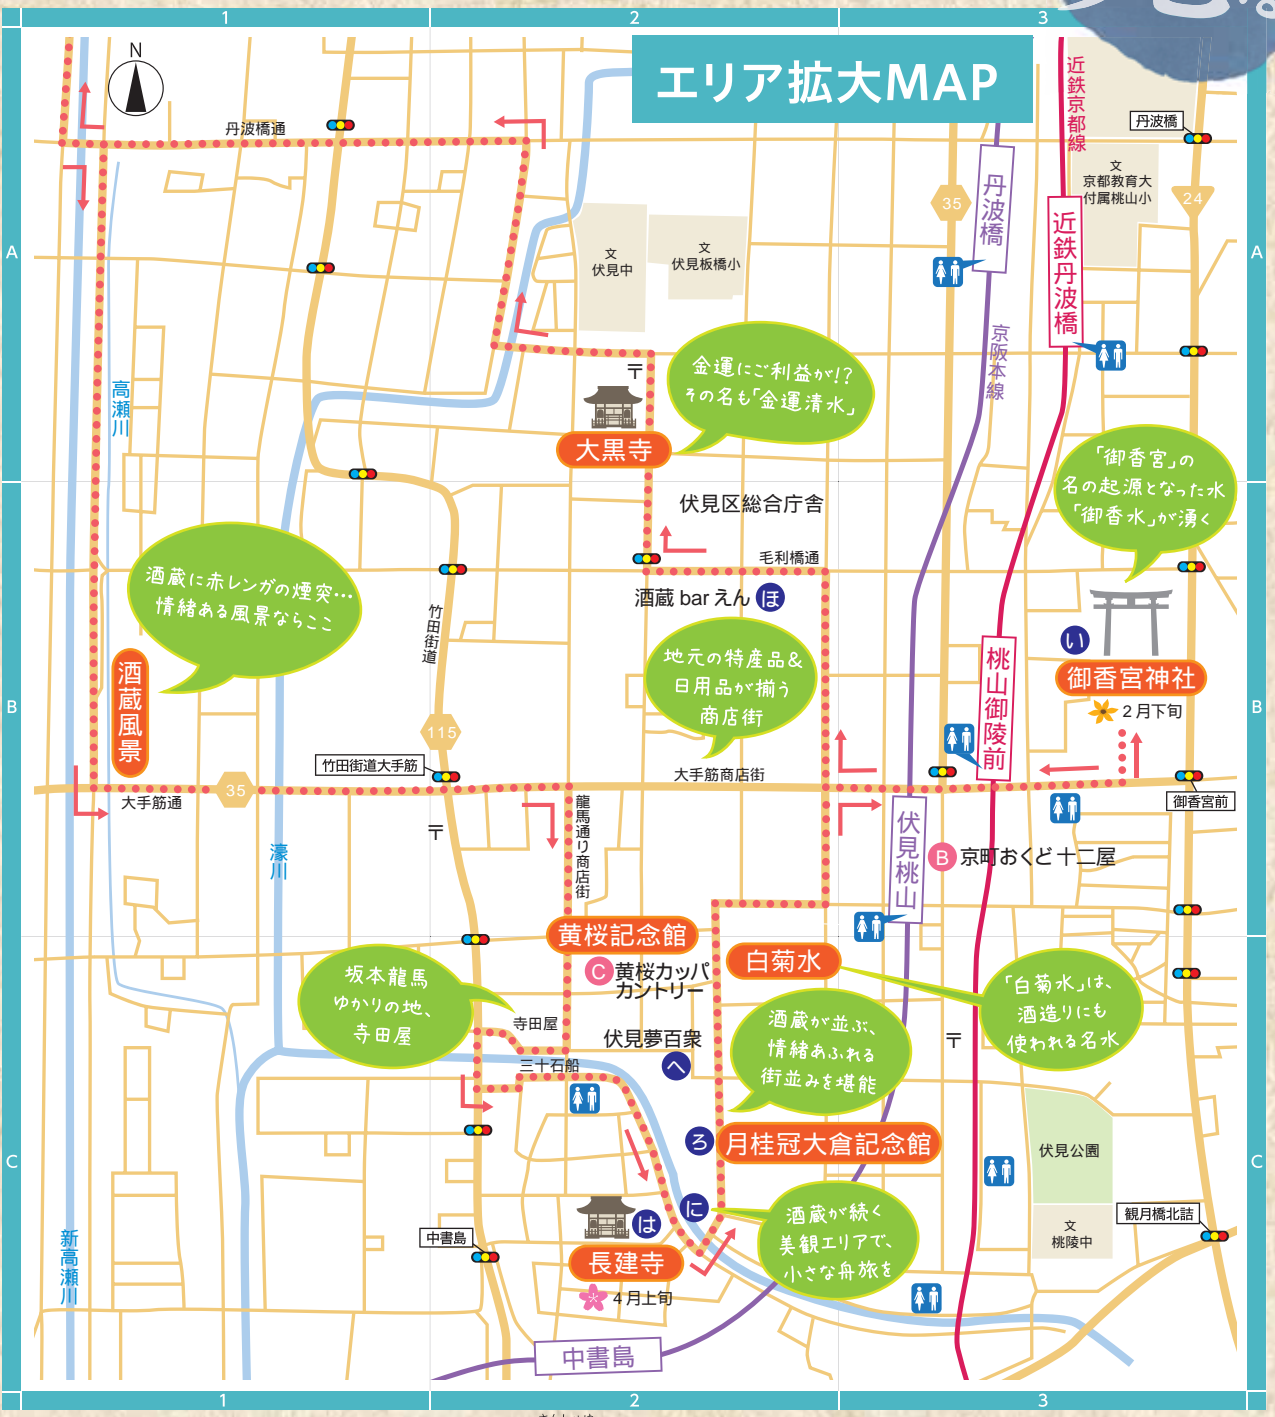 1
2
3
エリア拡大MAP
N
丹波橋通
近鉄京都線
丹波橋
文
京都教育大
付属桃山小
35
24
丹波橋
近鉄丹波橋
A
A
文
伏見中
文
伏見板橋小
京阪本線
高瀬川
〒
金運にご利益が!?
その名も「金運清水」
大黒寺
「御香宮」の
名の起源となった水
「御香水」が湧く
伏見区総合庁舎
毛利橋通
酒蔵に赤レンガの煙突…
情緒ある風景ならここ
酒蔵 bar えん
ほ
竹田街道
地元の特産品&
日用品が揃う
商店街
酒蔵風景
い
御香宮神社
2月下旬
桃山御陵前
B
B
115
竹田街道大手筋
大手筋商店街
35
大手筋通
御香宮前
龍馬通り商店街
〒
濠川
伏見桃山
B
京町おくど 十二屋
黄桜記念館
C
黄桜カッパ
カントリー
白菊水
坂本龍馬
ゆかりの地、
寺田屋
「白菊水」は、
酒造りにも
使われる名水
寺田屋
伏見夢百衆
へ
酒蔵が並ぶ、
情緒あふれる
街並みを堪能
〒
三十石船
ろ
月桂冠大倉記念館
伏見公園
C
C
に
酒蔵が続く
美観エリアで、
小さな舟旅を
は
長建寺
4月上旬
中書島
観月橋北詰
文
桃陵中
新高瀬川
中書島
1
2
3